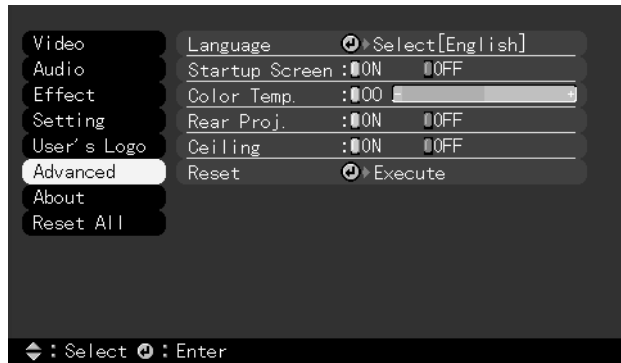 Video
Audio
Effect
Setting
User's Logo
Advanced
About
Reset All
Language Select[English]
Startup Screen : ON OFF
Color Temp. : 00 - +
Rear Proj. : ON OFF
Ceiling : ON OFF
Reset Execute
: Select : Enter